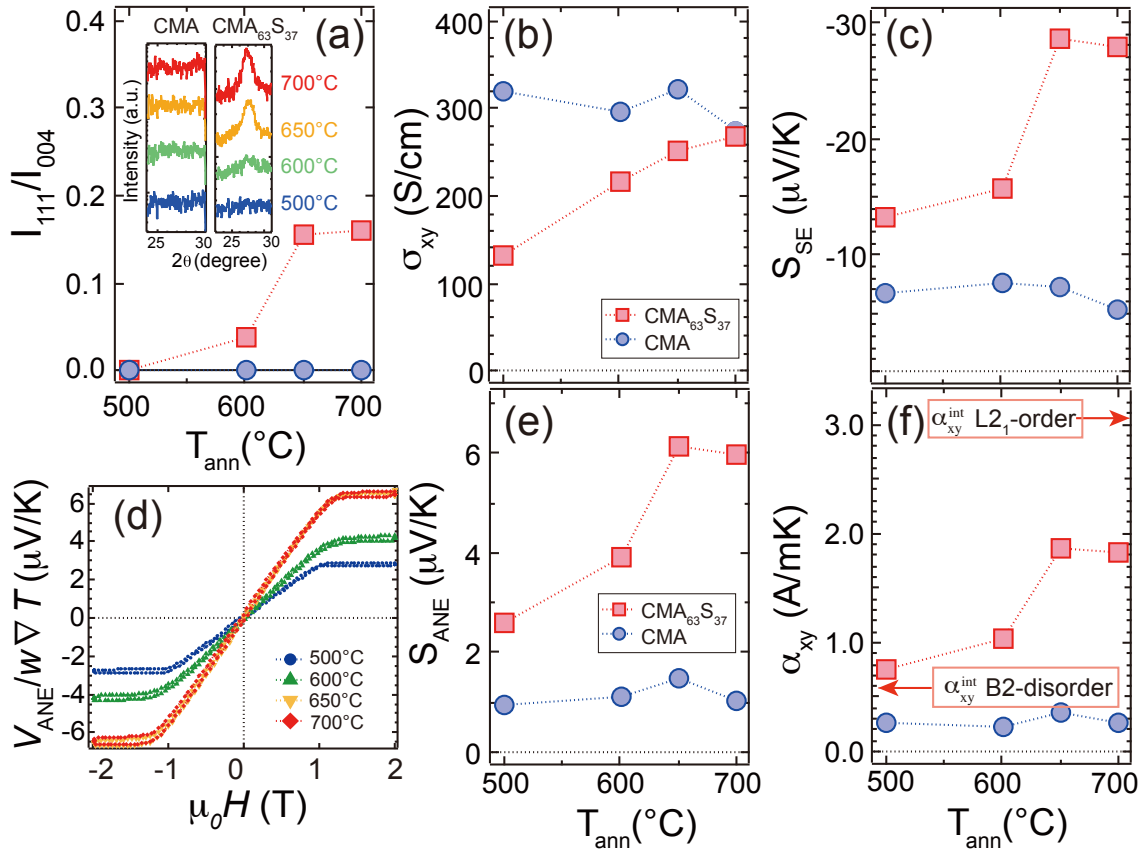 (a)
I111/I004
0.4
0.3
0.2
0.1
0.0
CMA CMA63S37
Intensity (a.u.)
700°C
650°C
600°C
500°C
25 30 25 30
2θ (degree)
500 600 700
Tann (°C)
(b)
σxy (S/cm)
400
300
200
100
0
CMA63S37
CMA
(c)
SSE (μV/K)
-30
-20
-10
(d)
VANE/w∇T (μV/K)
6
4
2
0
-2
-4
-6
500°C
600°C
650°C
700°C
-2 -1 0 1 2
μ0H (T)
(e)
SANE (μV/K)
6
4
2
0
CMA63S37
CMA
500 600 700
Tann(°C)
(f)
αxy (A/mK)
3.0
2.0
1.0
0.0
αxy^int L21-order
αxy^int B2-disorder
500 600 700
Tann(°C)